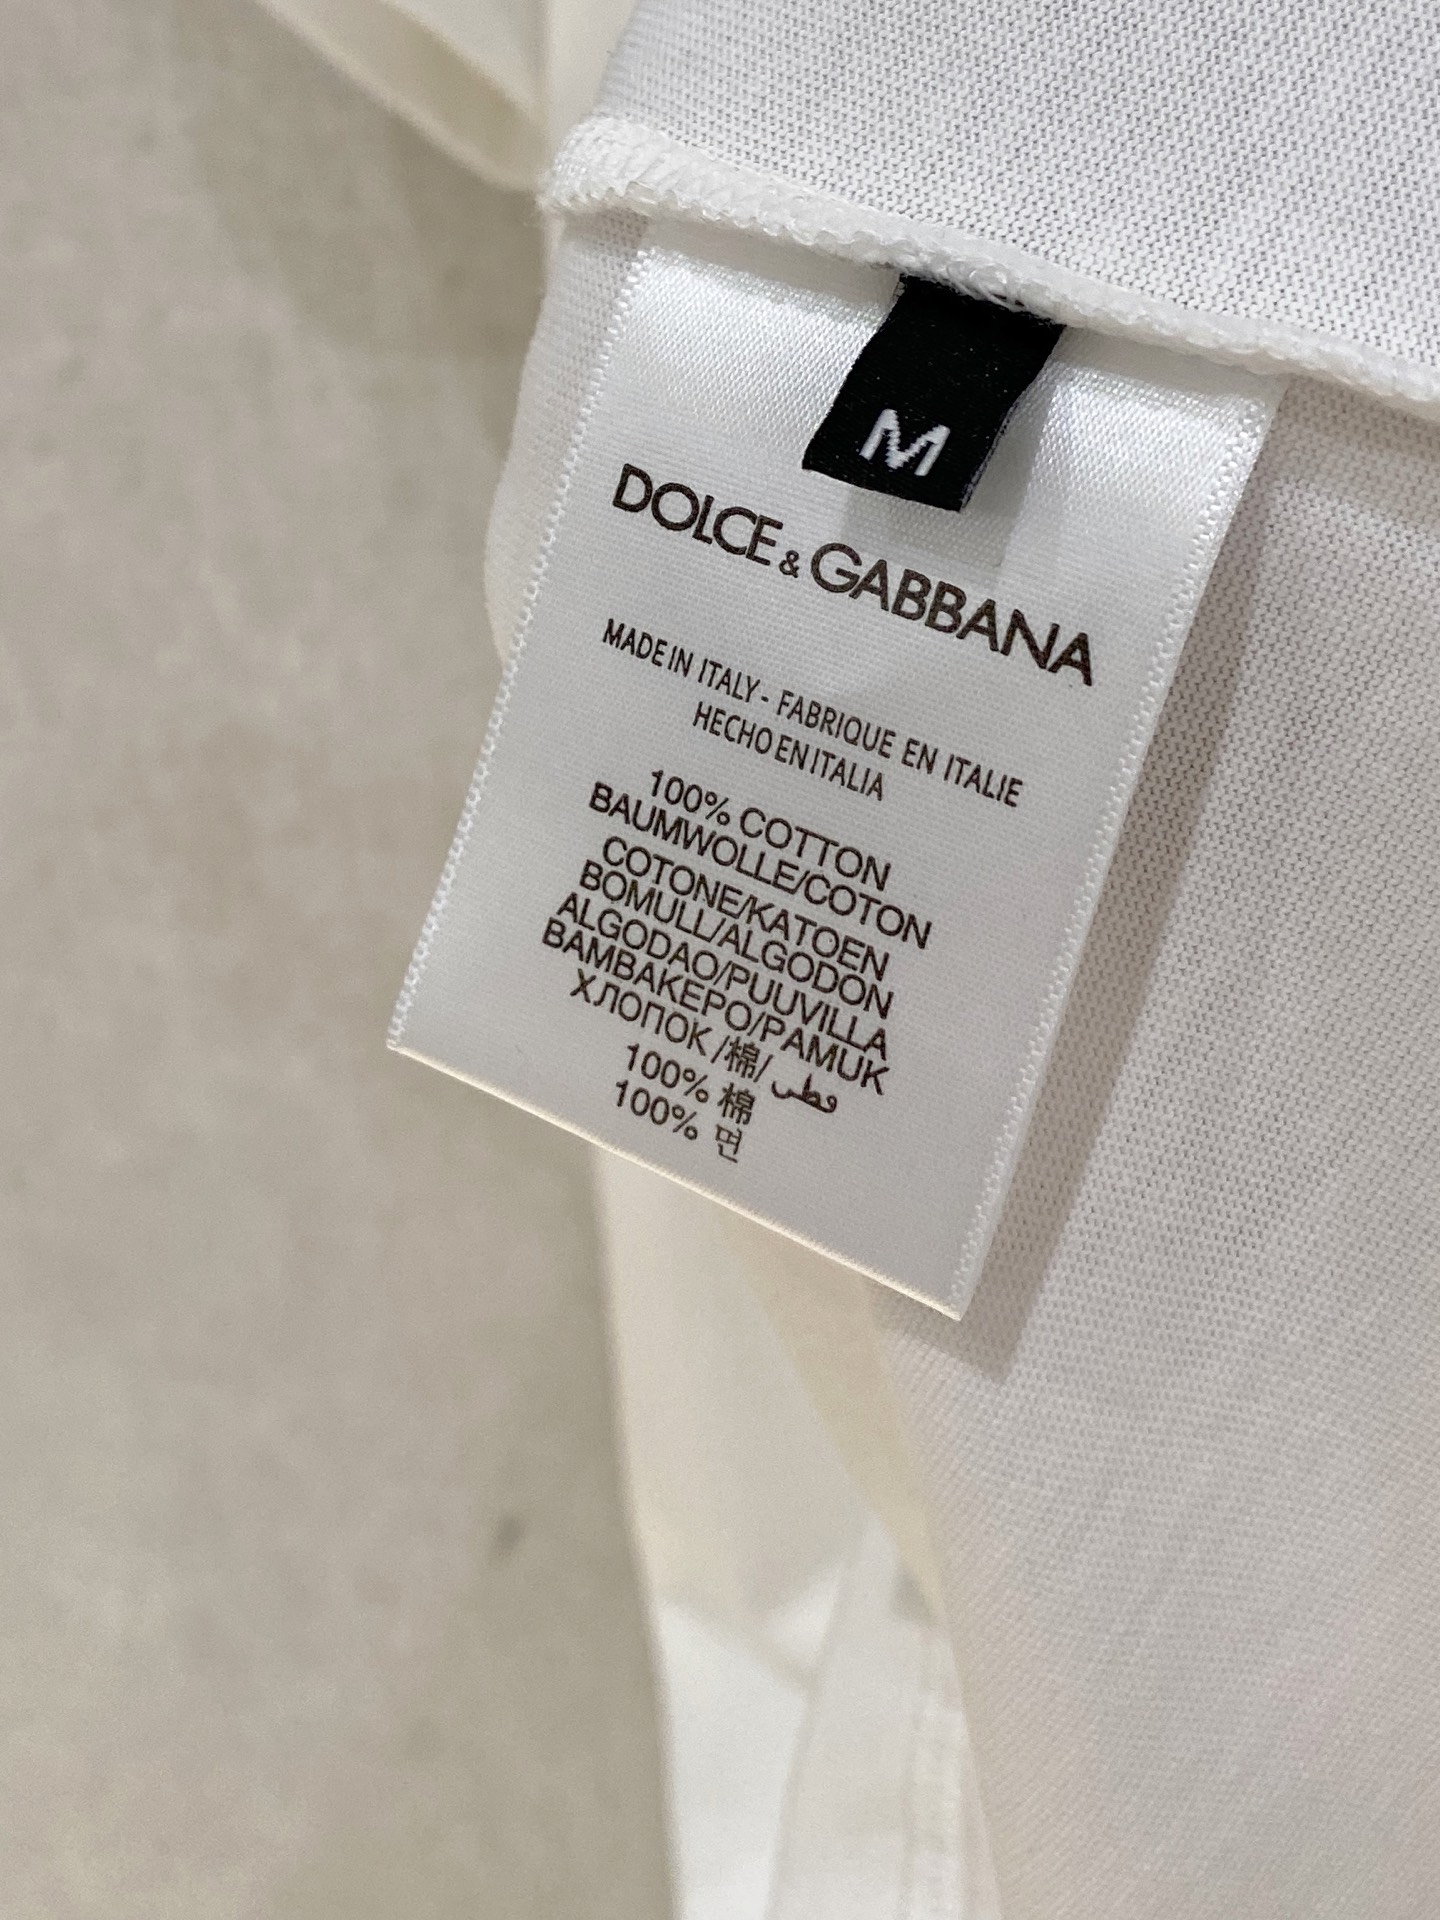 M
DOLCE & GABBANA
MADE IN ITALY - FABRIQUE EN ITALIE
HECHO EN ITALIA
100% COTTON
BAUMWOLLE/COTON
COTONE/KATOEN
BOMULL/ALGODON
ALGODAO/PUUVILLA
BAMBAKEPO/PAMUK
ХЛОПОК /棉/ قطن
100% 棉
100% 면